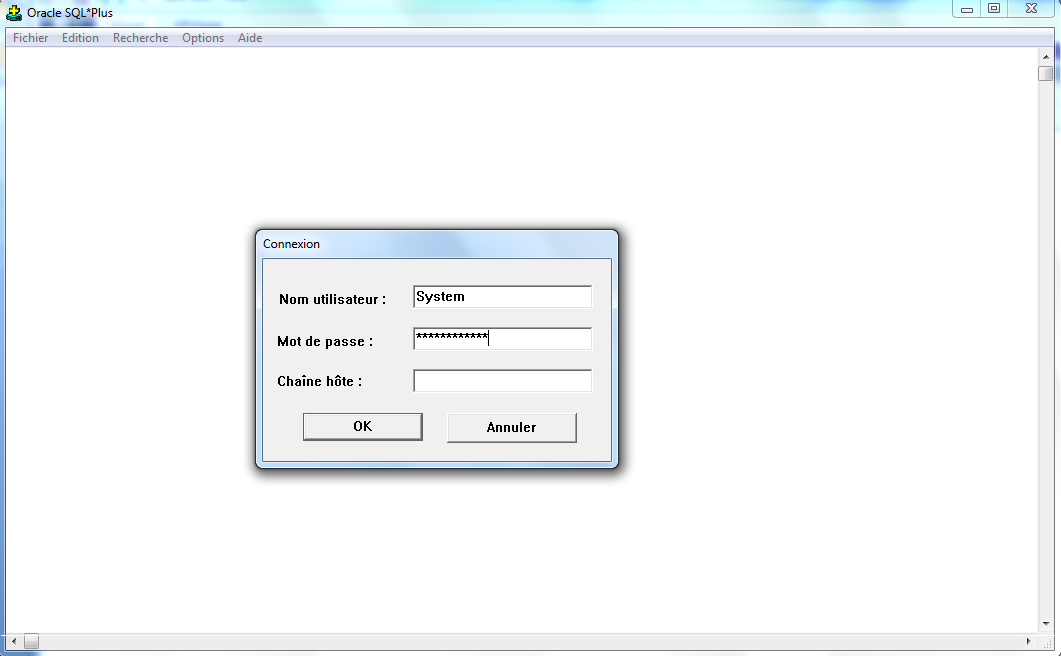 Oracle SQL*Plus
Fichier Edition Recherche Options Aide
Connexion
Nom utilisateur : System
Mot de passe : ************
Chaîne hôte :
OK Annuler